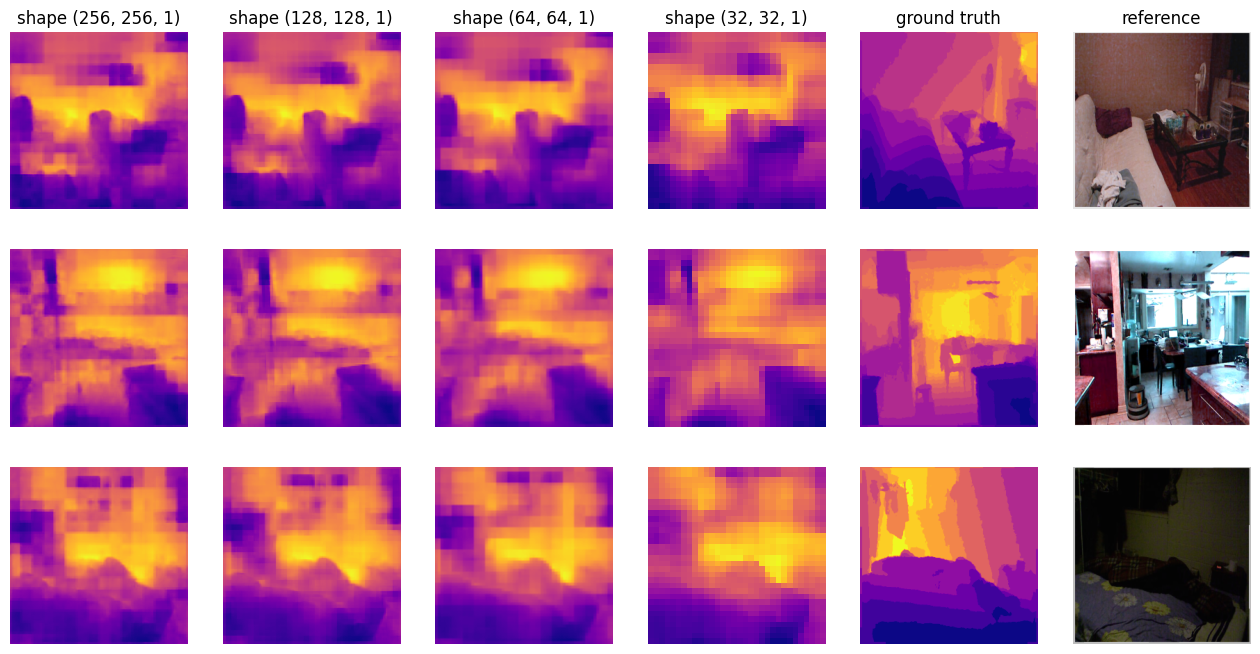 shape (256, 256, 1)
shape (128, 128, 1)
shape (64, 64, 1)
shape (32, 32, 1)
ground truth
reference